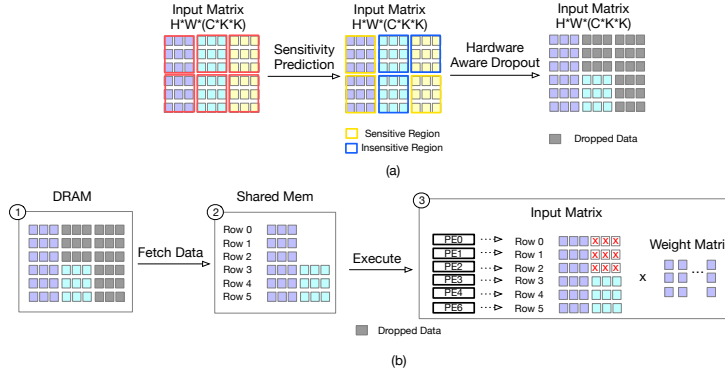 Input Matrix
H*W*(C*K*K)
Sensitivity
Prediction
Input Matrix
H*W*(C*K*K)
Hardware
Aware Dropout
Input Matrix
H*W*(C*K*K)
Sensitive Region
Insensitive Region
Dropped Data
(a)
DRAM
1
Fetch Data
Shared Mem
2
Row 0
Row 1
Row 2
Row 3
Row 4
Row 5
Execute
3
Input Matrix
PE0 Row 0 X X X
PE1 Row 1 X X X
PE2 Row 2 X X X
PE3 Row 3
PE4 Row 4
PE6 Row 5
x
Weight Matri
...
Dropped Data
(b)